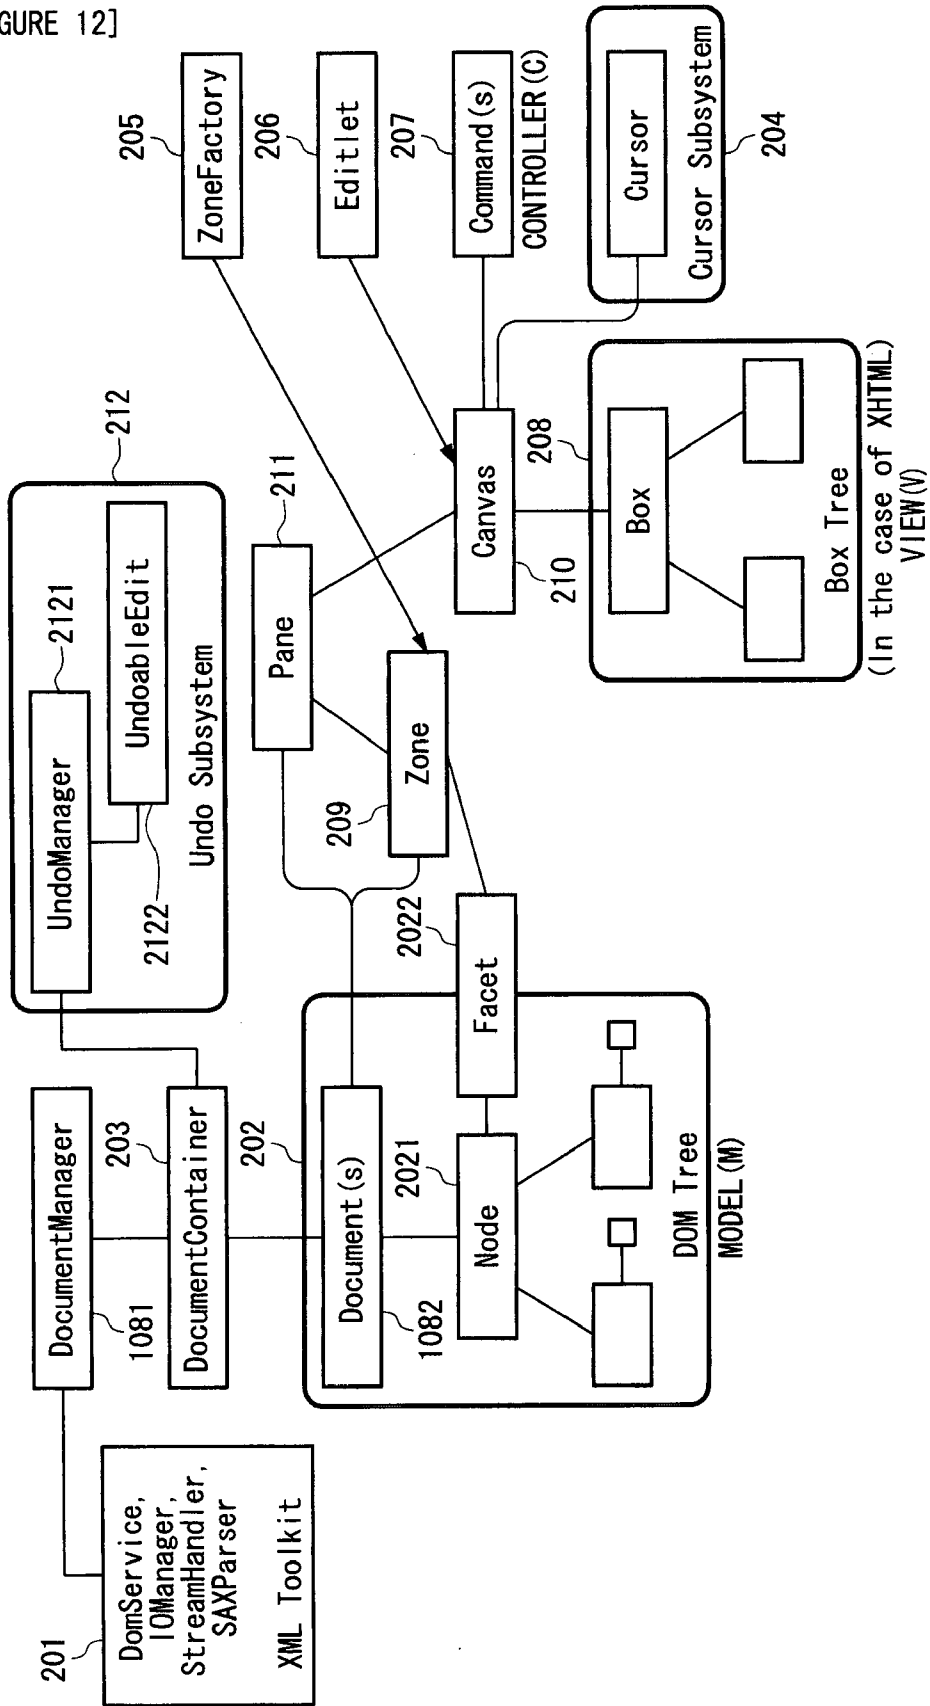 GURE 12]
201
DomService,
IOManager,
StreamHandler,
SAXParser
XML Toolkit
DocumentManager
1081
203
DocumentContainer
202
Document(s)
1082
2021
Node
2022
Facet
DOM Tree
MODEL(M)
212
UndoManager
2121
UndoableEdit
2122
Undo Subsystem
Pane
211
209
Zone
205
ZoneFactory
206
Editlet
207
Command(s)
CONTROLLER(C)
Canvas
210
208
Box
Box Tree
(In the case of XHTML)
VIEW(V)
Cursor
Cursor Subsystem
204